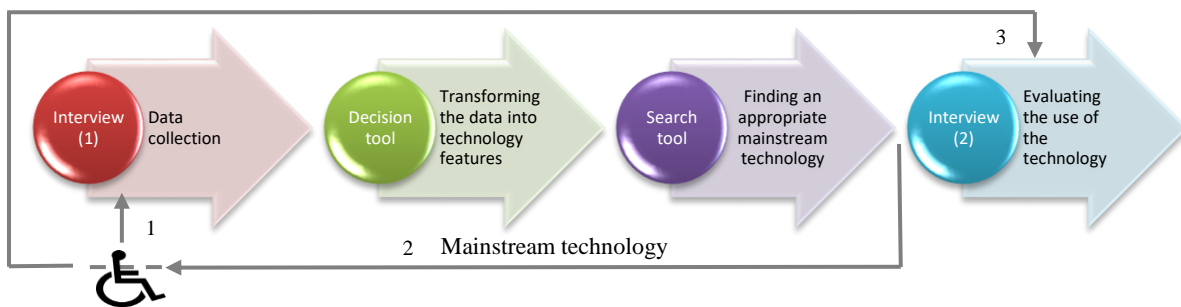 3
Interview
(1)
Data
collection
Decision
tool
Transforming
the data into
technology
features
Search
tool
Finding an
appropriate
mainstream
technology
Interview
(2)
Evaluating
the use of
the
technology
1
2 Mainstream technology